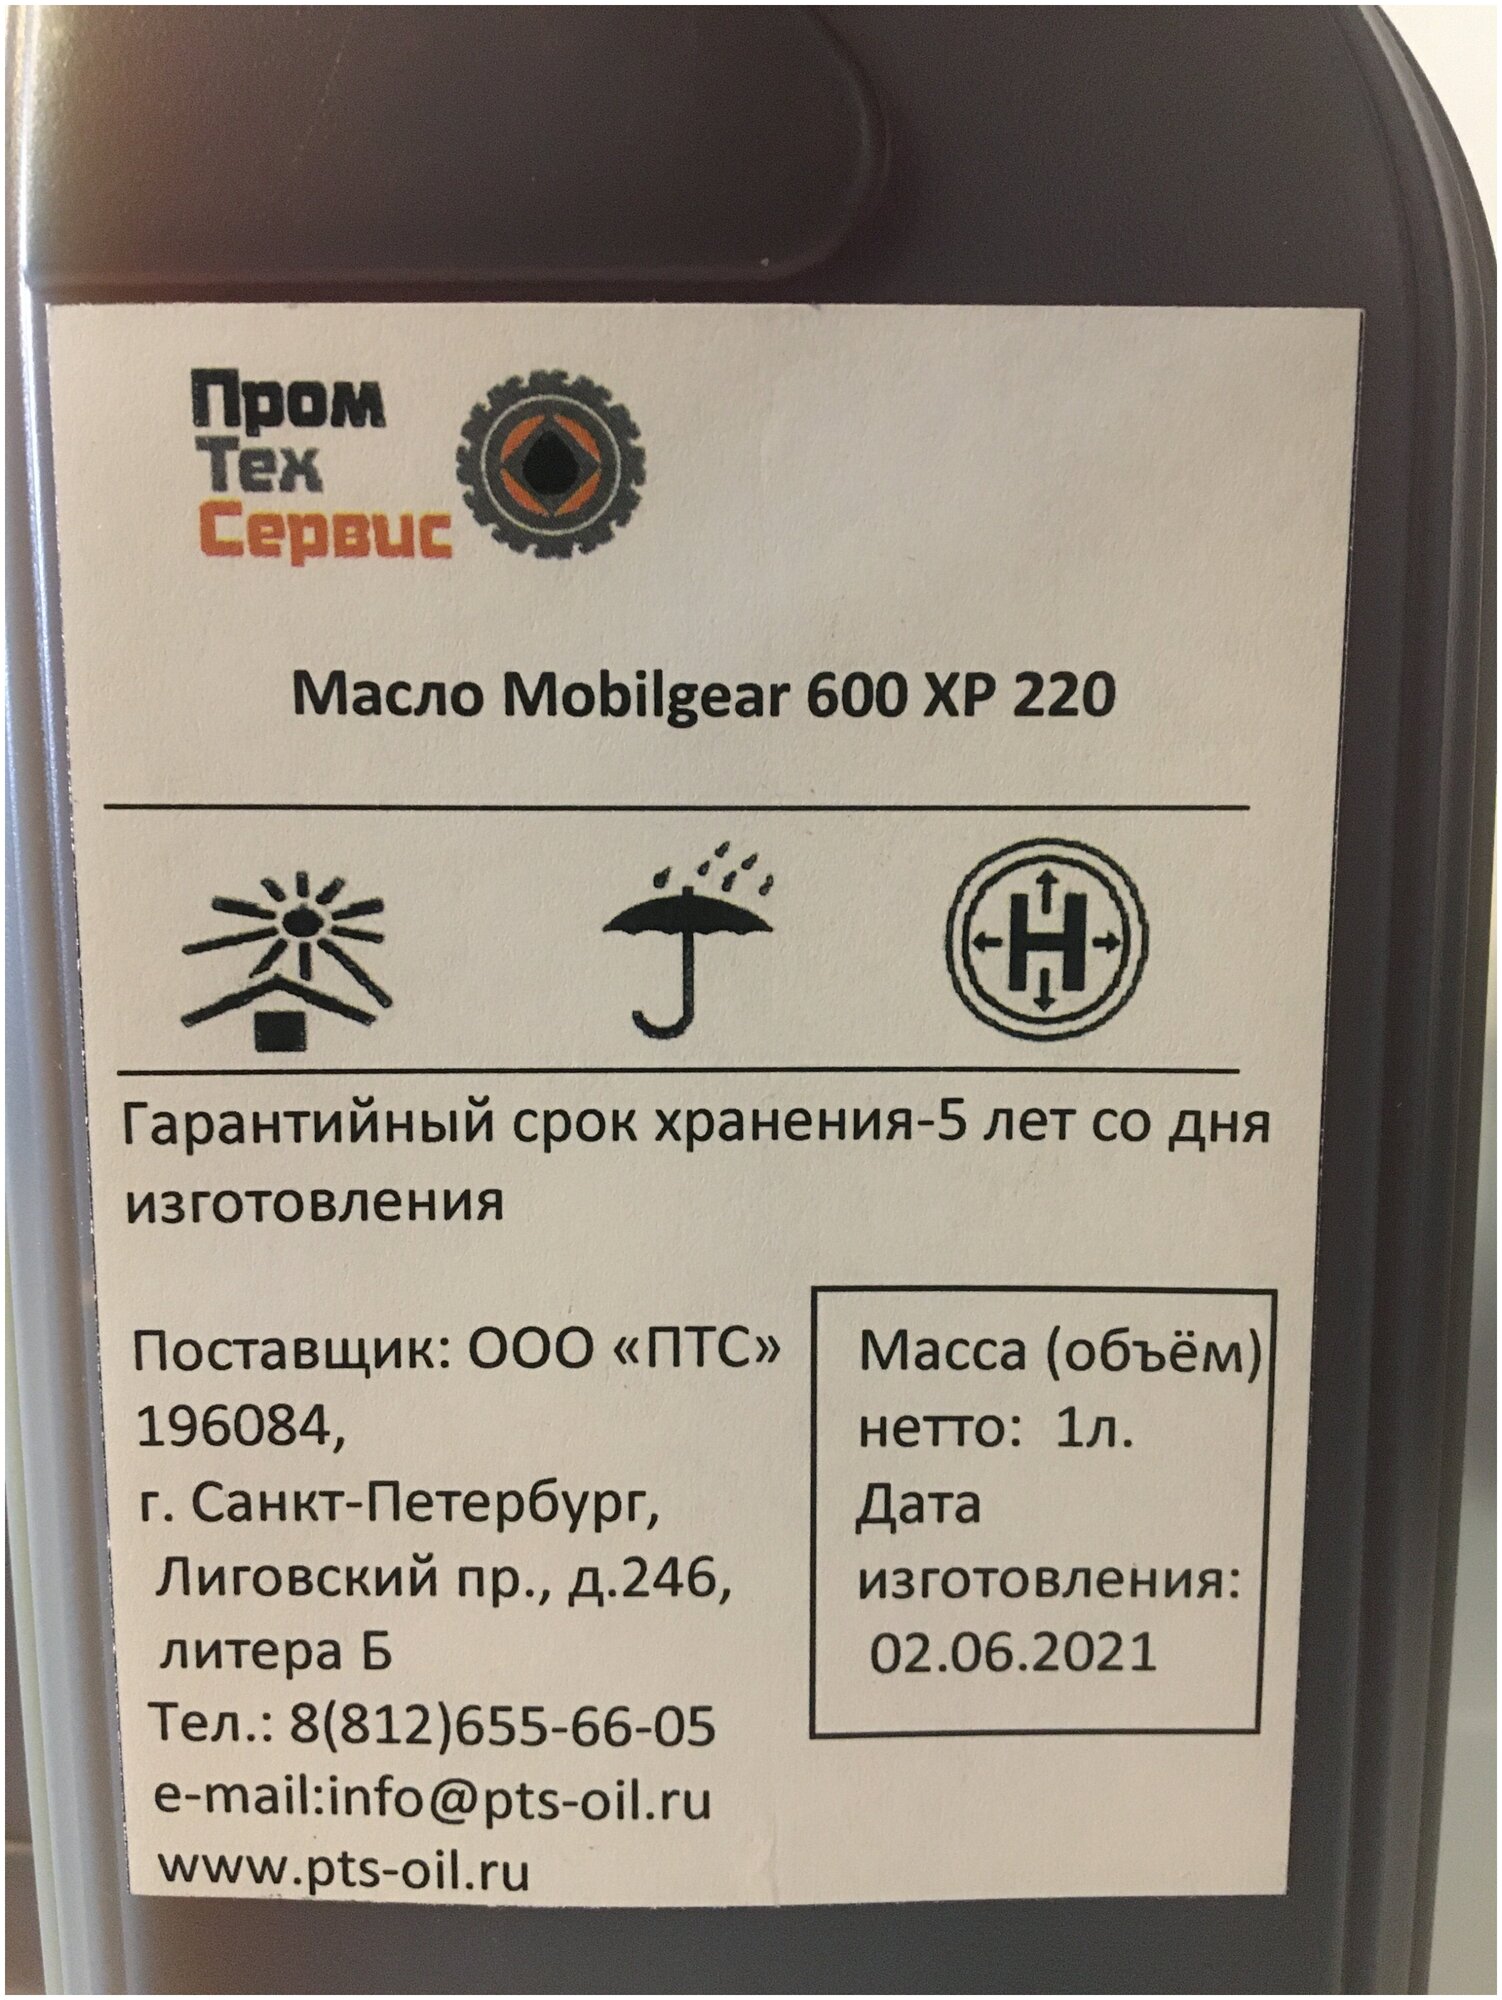 Пром
Тех
Сервис
Масло Mobilgear 600 XP 220
Н
Гарантийный срок хранения-5 лет со дня
изготовления
Поставщик: ООО «ПТС»
196084,
г. Санкт-Петербург,
Лиговский пр., д.246,
литера Б
Тел.: 8(812)655-66-05
e-mail:info@pts-oil.ru
www.pts-oil.ru
Масса (объём)
нетто: 1л.
Дата
изготовления:
02.06.2021